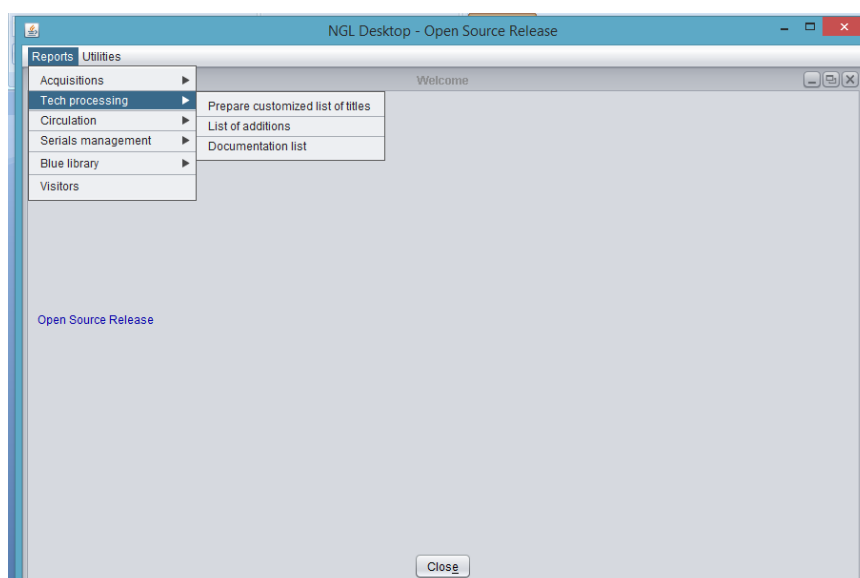 NGL Desktop - Open Source Release
Reports Utilities
Welcome
Acquisitions
Tech processing
Circulation
Serials management
Blue library
Visitors
Prepare customized list of titles
List of additions
Documentation list
Open Source Release
Close